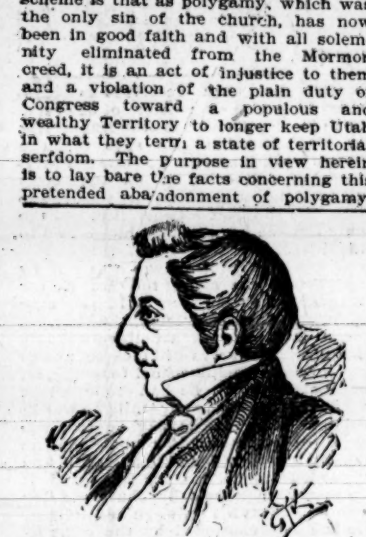 scheme is that as polygamy, which was
the only sin of the church, has now
been in good faith and with all solem-
nity eliminated from the Mormon
creed, it is an act of injustice to them
and a violation of the plain duty of
Congress toward a populous and
wealthy Territory to longer keep Utah
in what they term a state of territorial
serfdom. The purpose in view herein
is to lay bare the facts concerning this
pretended abandonment of polygamy